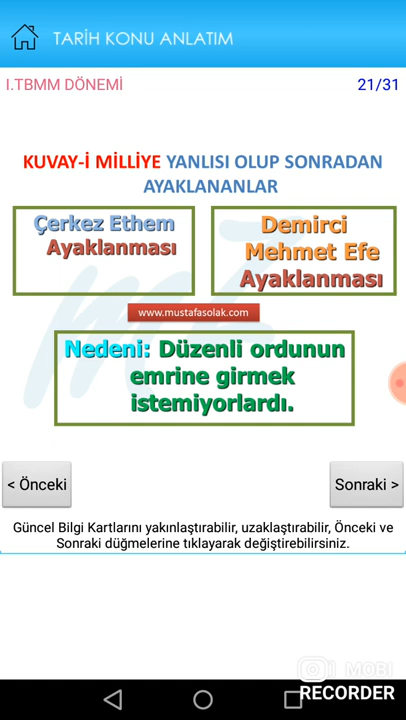 TARİH KONU ANLATIM
I.TBMM DÖNEMİ
21/31
KUVAY-İ MİLLİYE YANLISI OLUP SONRADAN
AYAKLANANLAR
Çerkez Ethem
Ayaklanması
Demirci
Mehmet Efe
Ayaklanması
www.mustafasolak.com
Nedeni: Düzenli ordunun
emrine girmek
istemiyorlardı.
< Önceki
Sonraki >
Güncel Bilgi Kartlarını yakınlaştırabilir, uzaklaştırabilir, Önceki ve
Sonraki düğmelerine tıklayarak değiştirebilirsiniz.
MOBI
RECORDER